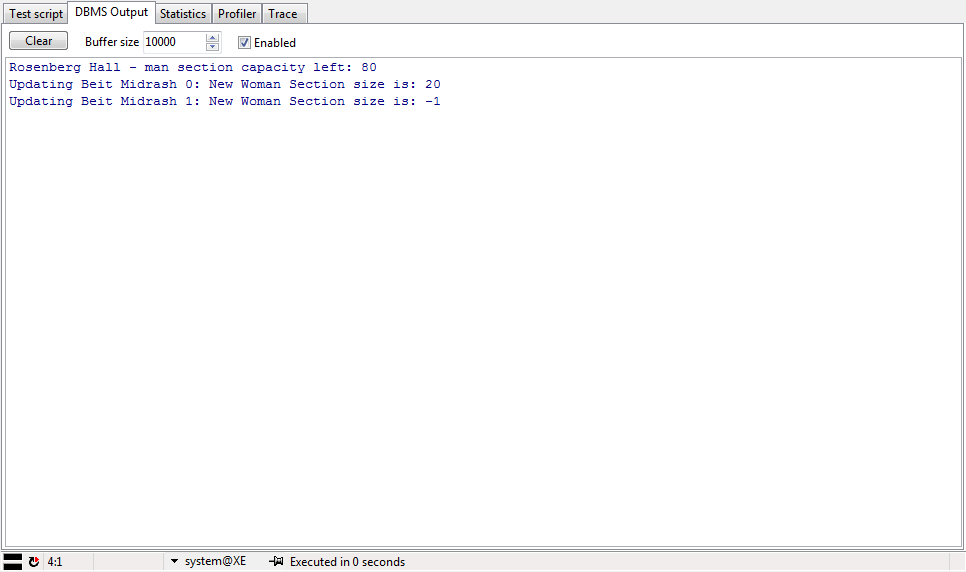 Test script DBMS Output Statistics Profiler Trace
Clear Buffer size 10000 Enabled
Rosenberg Hall - man section capacity left: 80
Updating Beit Midrash 0: New Woman Section size is: 20
Updating Beit Midrash 1: New Woman Section size is: -1
4:1 system@XE Executed in 0 seconds